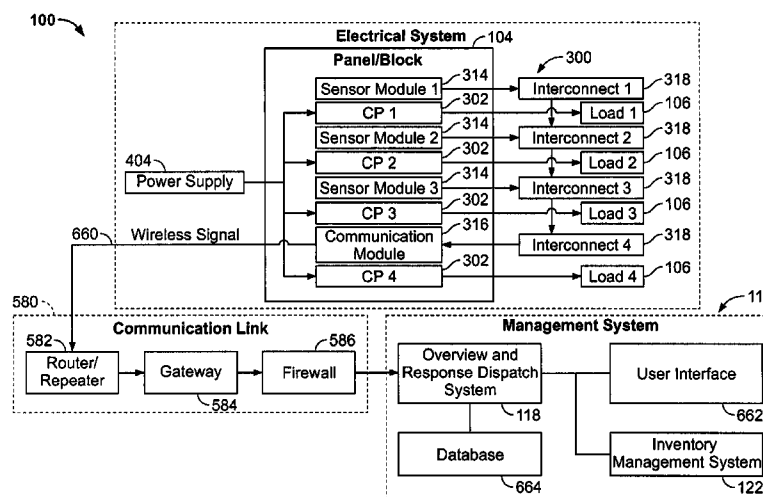 100
Electrical System
104
Panel/Block
300
Sensor Module 1
314
Interconnect 1
318
CP 1
302
Load 1
106
Sensor Module 2
314
Interconnect 2
318
404
Power Supply
CP 2
302
Load 2
106
Sensor Module 3
314
Interconnect 3
318
CP 3
302
Load 3
106
660
Wireless Signal
Communication
Module
316
Interconnect 4
318
CP 4
302
Load 4
106
580
Communication Link
582
Router/
Repeater
Gateway
584
586
Firewall
11
Management System
Overview and
Response Dispatch
System
118
User Interface
662
Database
664
Inventory
Management System
122